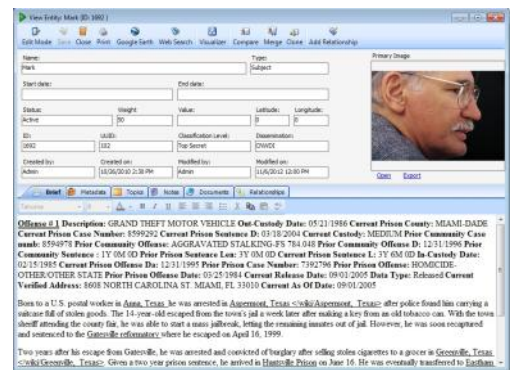 View Entity: Mark (ID: 1692 )
Edit Mode Save Close Print Google Earth Web Search Visualizer Compare Merge Clone Add Relationship
Name: Type: Primary Image
Mark Subject
Start date: End date:
Status: Weight Value: Latitude: Longitude:
Active 50 0 0
ID: UUID: Classification Level: Dissemination:
1692 102 Top Secret CNWDI
Created by: Created on: Modified by: Modified on:
Admin 10/26/2010 2:38 PM Admin 11/6/2012 12:00 PM
Open Export
Brief Metadata Topics Notes Documents Relationships
Offense # 1 Description: GRAND THEFT MOTOR VEHICLE Out-Custody Date: 05/21/1986 Current Prison County: MIAMI-DADE
Current Prison Case Number: 8599292 Current Prison Sentence D: 03/18/2004 Current Custody: MEDIUM Prior Community Case
numb: 8594978 Prior Community Offense: AGGRAVATED STALKING-FS 784.048 Prior Community Offense D: 12/31/1996 Prior
Community Sentence : 1Y 0M 0D Prior Prison Sentence Len: 3Y 0M 0D Current Prison Sentence L: 3Y 6M 0D In-Custody Date:
02/15/1985 Current Prison Offense Da: 12/31/1995 Prior Prison Case Number: 7392796 Prior Prison Offense: HOMICIDE-
OTHER/OTHER STATE Prior Prison Offense Date: 03/25/1984 Current Release Date: 09/01/2005 Data Type: Released Current
Verified Address: 8608 NORTH CAROLINA ST. MIAMI, FL 33010 Current As Of Date: 09/01/2005
Born to a U.S. postal worker in Anna, Texas he was arrested in Aspermont, Texas </wiki/Aspermont,_Texas> after police found him carrying a
suitcase full of stolen goods. The 14-year-old escaped from the town's jail a week later after making a key from an old tobacco can. With the town
sheriff attending the county fair, he was able to start a mass jailbreak, letting the remaining inmates out of jail. However, he was soon recaptured
and sentenced to the Gatesville reformatory where he escaped on April 16, 1999.
Two years after his escape from Gatesville, he was arrested and convicted of burglary after selling stolen cigarettes to a grocer in Greenville, Texas
</wiki/Greenville,_Texas>. Given a two year prison sentence, he arrived in Huntsville Prison on June 16. He was eventually transferred to Eastham